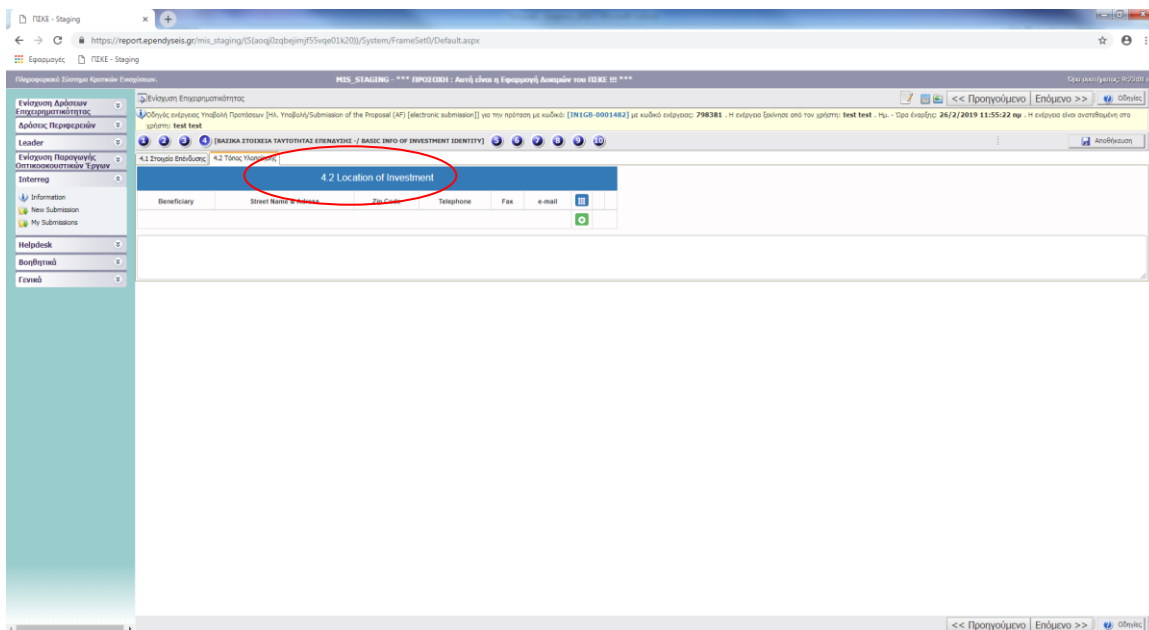 ΠΣΚΕ - Staging
https://report.ependyseis.gr/mis_staging/(S(aoqj0zqbejimjf55vqe01k20))/System/FrameSet0/Default.aspx
Εφαρμογές ΠΣΚΕ - Staging
Πληροφοριακό Σύστημα Κρατικών Ενισχύσεων. MIS_STAGING - *** ΠΡΟΣΟΧΗ : Αυτή είναι η Εφαρμογή Δοκιμών του ΠΣΚΕ !!! ***
Ενίσχυση Επιχειρηματικότητας << Προηγούμενο Επόμενο >> Οδηγίες
Οδηγός ενέργειας Υποβολή Προτάσεων [Ηλ. Υποβολή/Submission of the Proposal (AF) [electronic submission]] για την πρόταση με κωδικό: [IN1GB-0001482] με κωδικό ενέργειας: 798381 . Η ενέργεια ξεκίνησε από τον χρήστη: test test . Ημ. - Ώρα έναρξης: 26/2/2019 11:55:22 πμ . Η ενέργεια είναι ανατεθειμένη στο
χρήστη: test test
1 2 3 4 [ΒΑΣΙΚΑ ΣΤΟΙΧΕΙΑ ΤΑΥΤΟΤΗΤΑΣ ΕΠΕΝΔΥΣΗΣ -/ BASIC INFO OF INVESTMENT IDENTITY] 5 6 7 8 9 10 Αποθήκευση
4.1 Στοιχεία Επένδυσης 4.2 Τόπος Υλοποίησης
4.2 Location of Investment
Beneficiary Street Name & Adress Zip Code Telephone Fax e-mail
Ενίσχυση Δράσεων
Επιχειρηματικότητας
Δράσεις Περιφερειών
Leader
Ενίσχυση Παραγωγής
Οπτικοακουστικών Έργων
Interreg
Information
New Submission
My Submissions
Helpdesk
Βοηθητικά
Γενικά
<< Προηγούμενο Επόμενο >> Οδηγίες